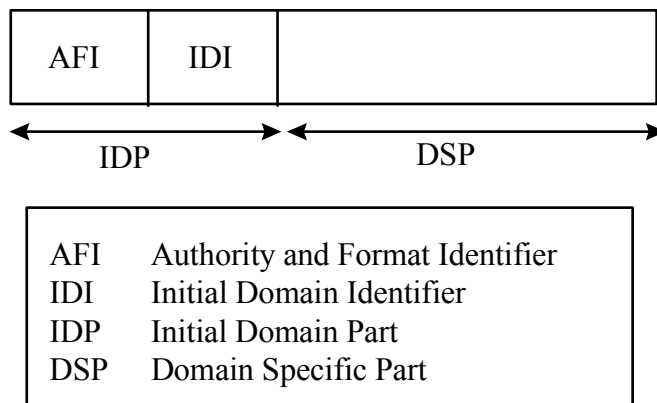 AFI IDI
IDP DSP
AFI Authority and Format Identifier
IDI Initial Domain Identifier
IDP Initial Domain Part
DSP Domain Specific Part